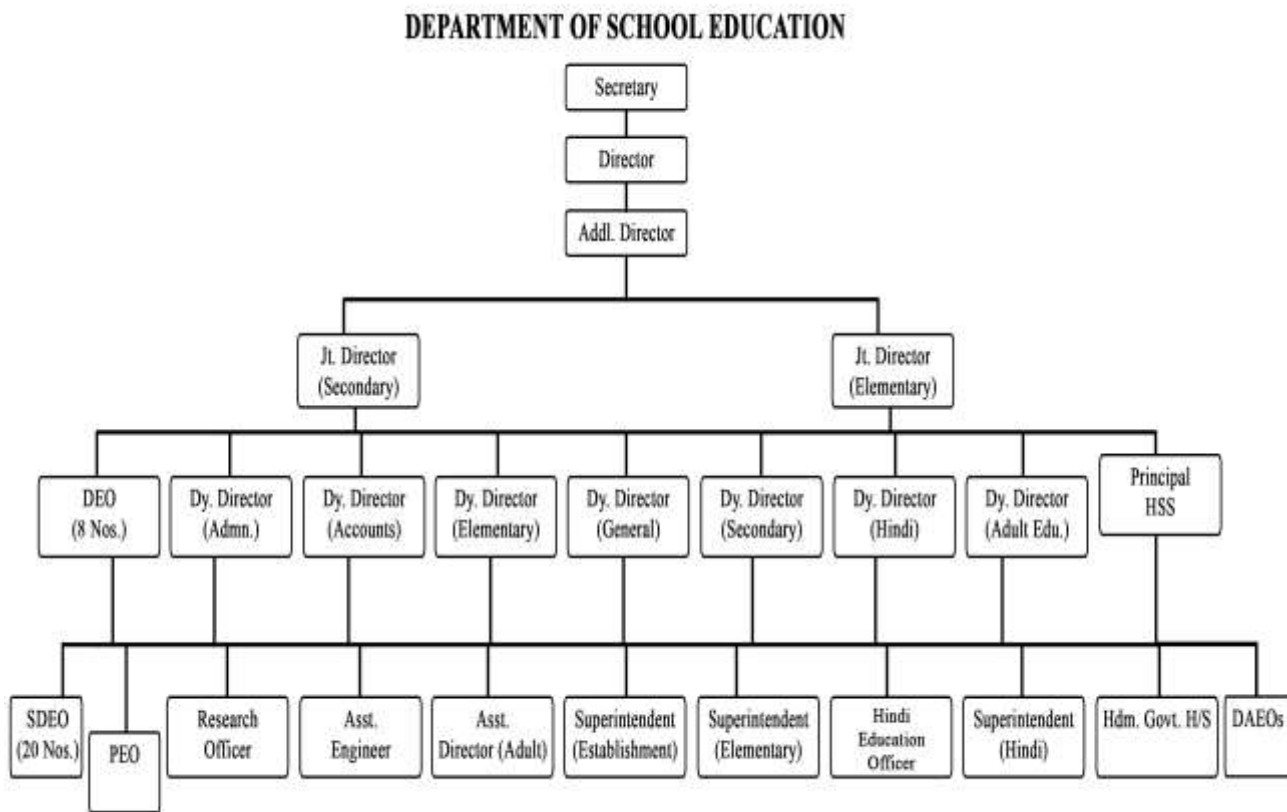 DEPARTMENT OF SCHOOL EDUCATION
Secretary
Director
Addl. Director
Jt. Director
(Secondary)
Jt. Director
(Elementary)
DEO
(8 Nos.)
Dy. Director
(Admn.)
Dy. Director
(Accounts)
Dy. Director
(Elementary)
Dy. Director
(General)
Dy. Director
(Secondary)
Dy. Director
(Hindi)
Dy. Director
(Adult Edu.)
Principal
HSS
SDEO
(20 Nos.)
PEO
Research
Officer
Asst.
Engineer
Asst.
Director (Adult)
Superintendent
(Establishment)
Superintendent
(Elementary)
Hindi
Education
Officer
Superintendent
(Hindi)
Hdm. Govt. H/S
DAEOs